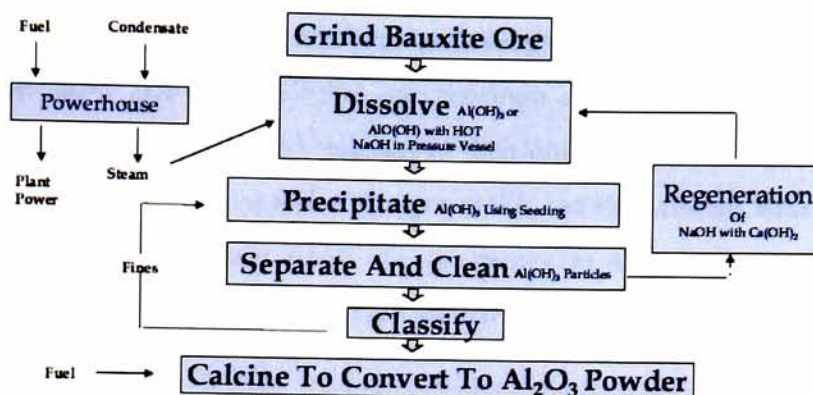 Fuel
Condensate
Powerhouse
Plant
Power
Steam
Grind Bauxite Ore
Dissolve Al(OH)₃ or
AlO(OH) with HOT
NaOH in Pressure Vessel
Precipitate Al(OH)₃ Using Seeding
Regeneration
Of
NaOH with Ca(OH)₂
Separate And Clean Al(OH)₃ Particles
Fines
Classify
Fuel
Calcine To Convert To Al₂O₃ Powder